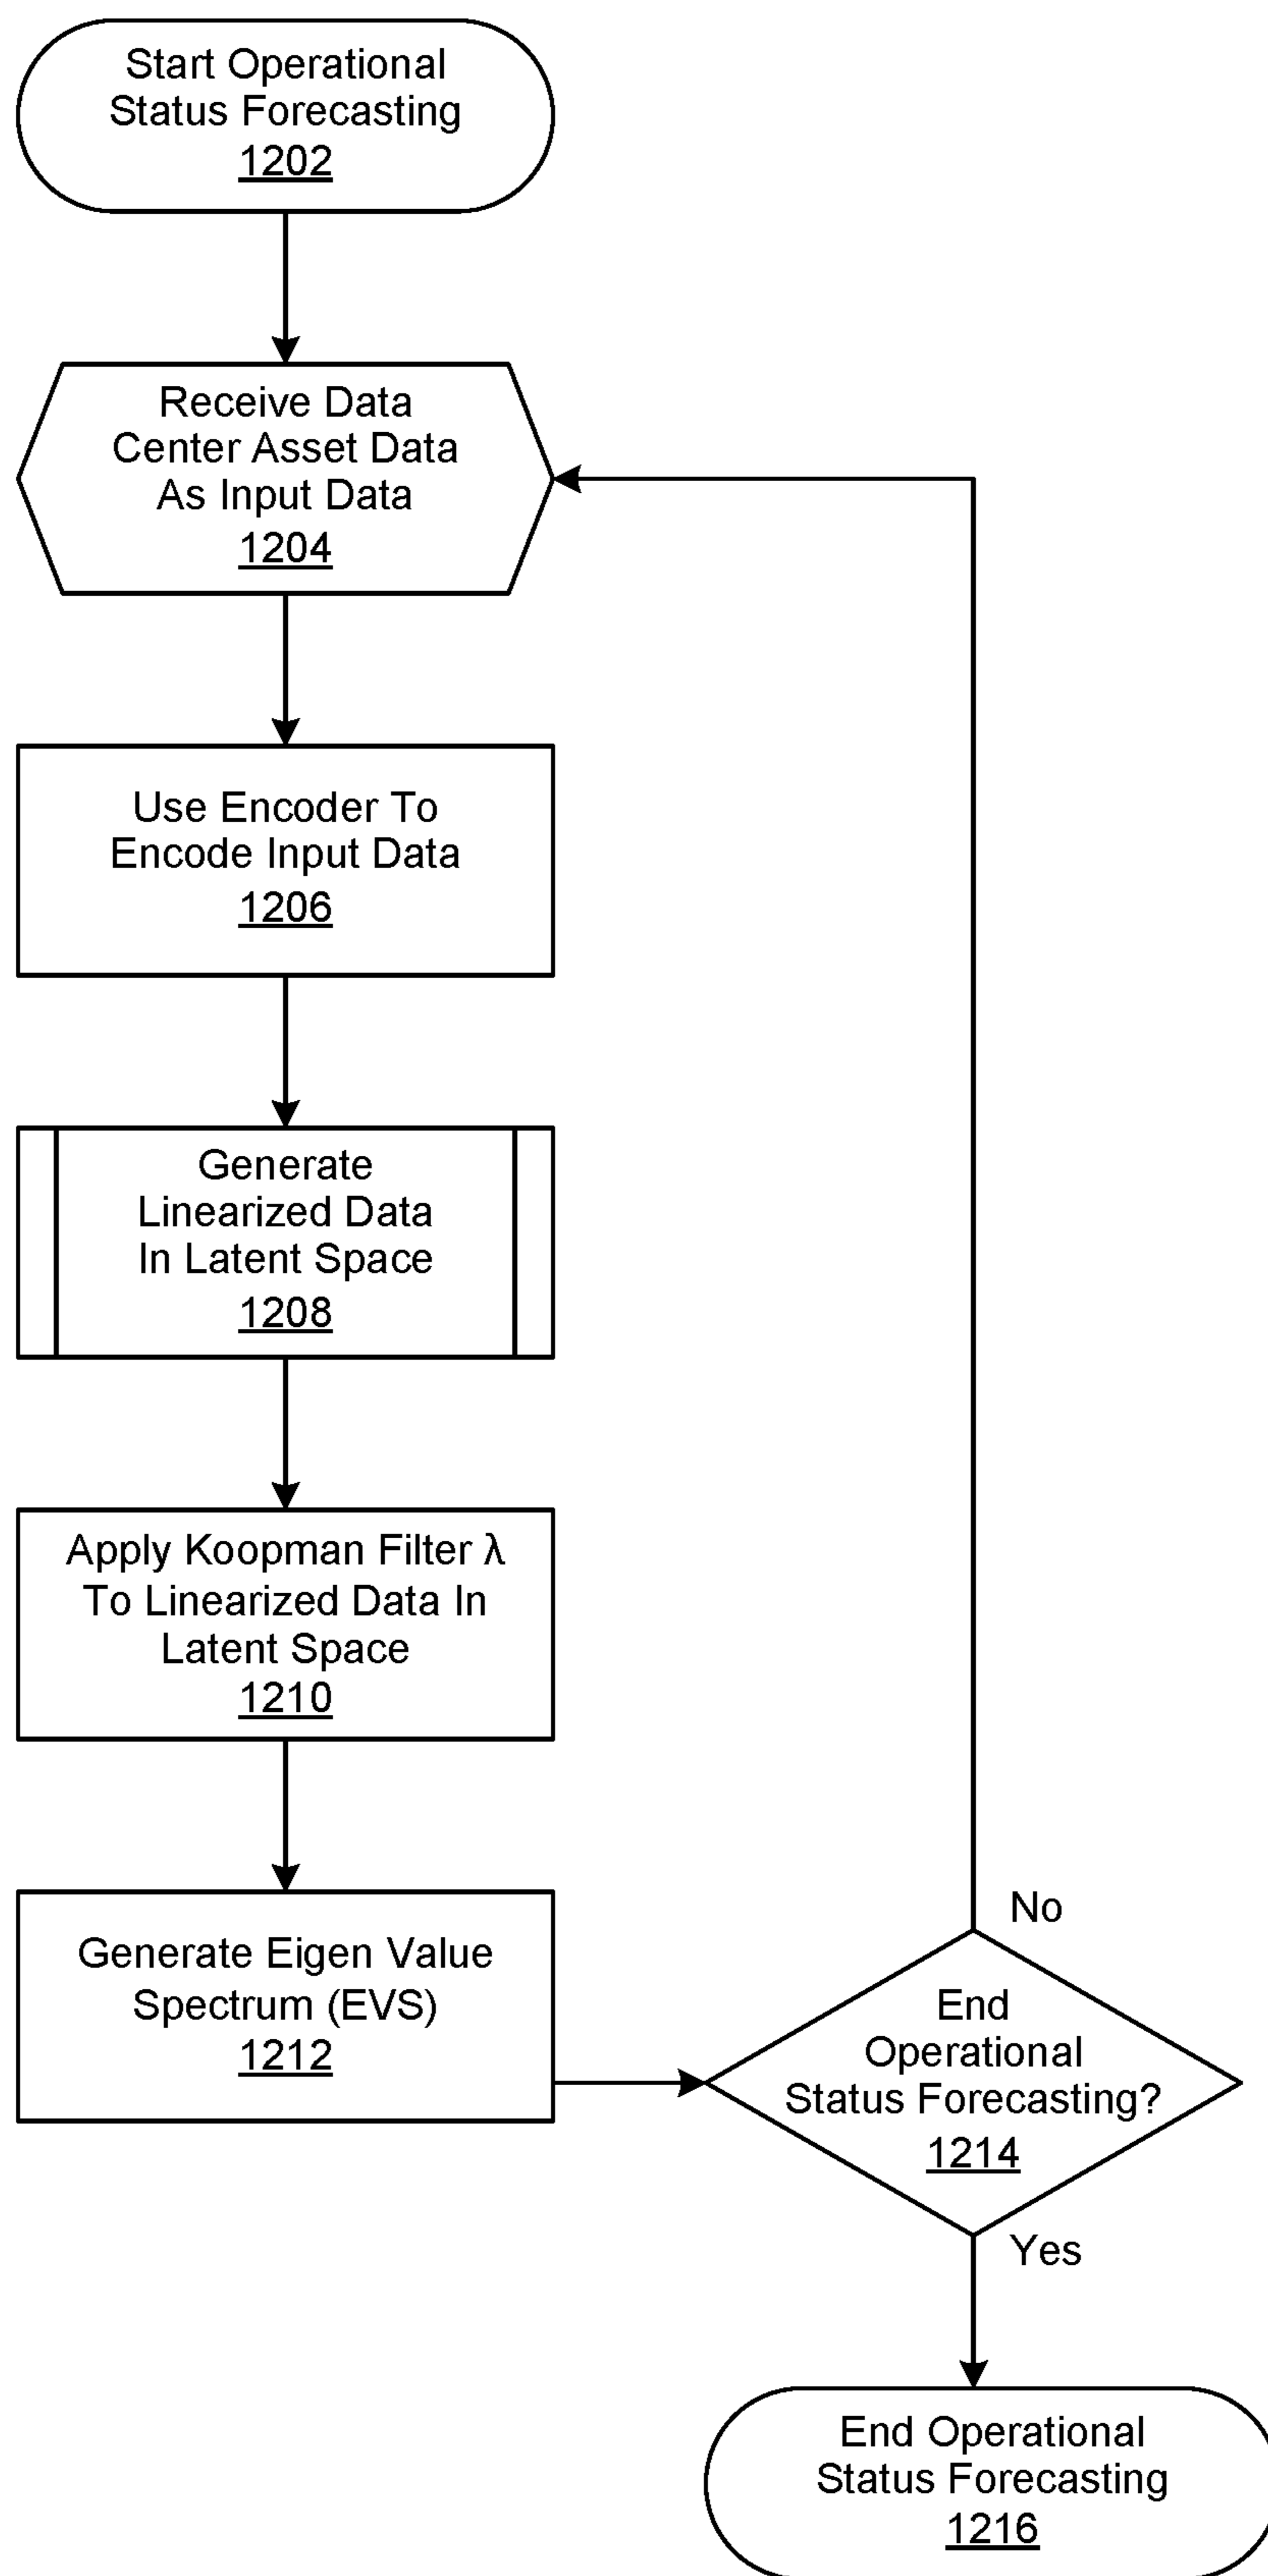 Start Operational
Status Forecasting
1202
Receive Data
Center Asset Data
As Input Data
1204
Use Encoder To
Encode Input Data
1206
Generate
Linearized Data
In Latent Space
1208
Apply Koopman Filter λ
To Linearized Data In
Latent Space
1210
Generate Eigen Value
Spectrum (EVS)
1212
No
End
Operational
Status Forecasting?
1214
Yes
End Operational
Status Forecasting
1216